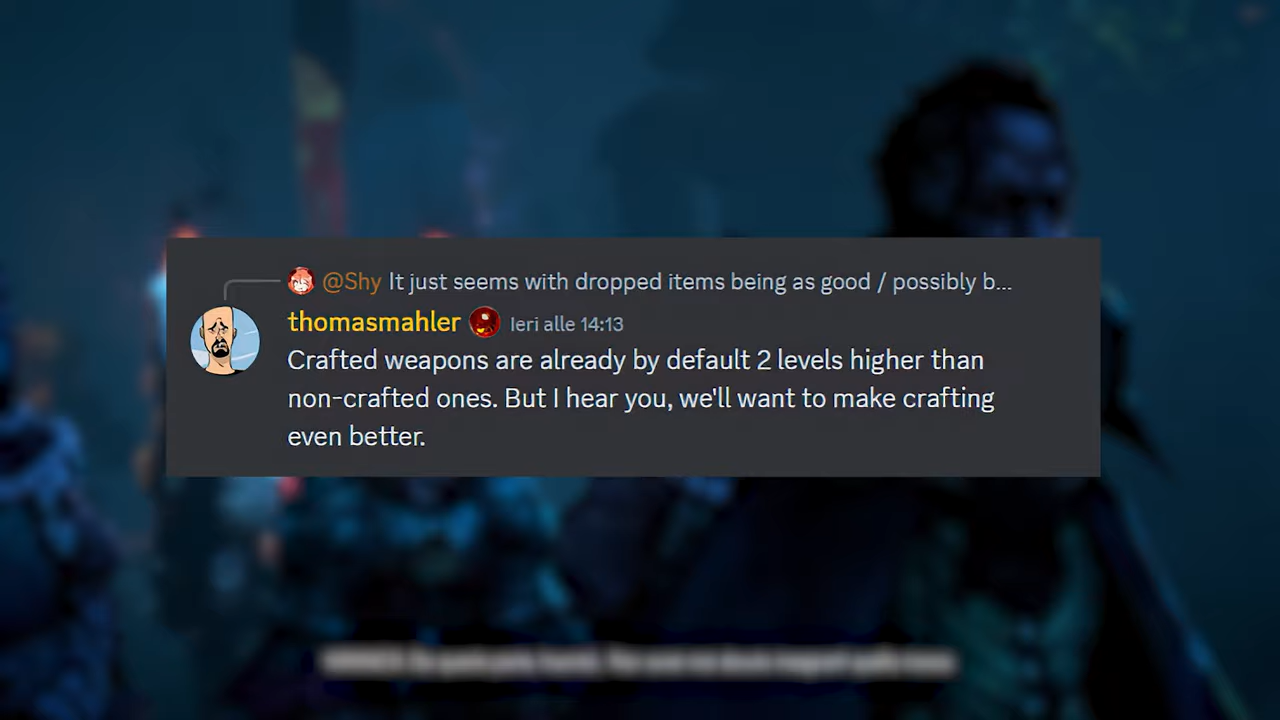 @Shy It just seems with dropped items being as good / possibly b...
thomasmahler Ieri alle 14:13
Crafted weapons are already by default 2 levels higher than
non-crafted ones. But I hear you, we'll want to make crafting
even better.